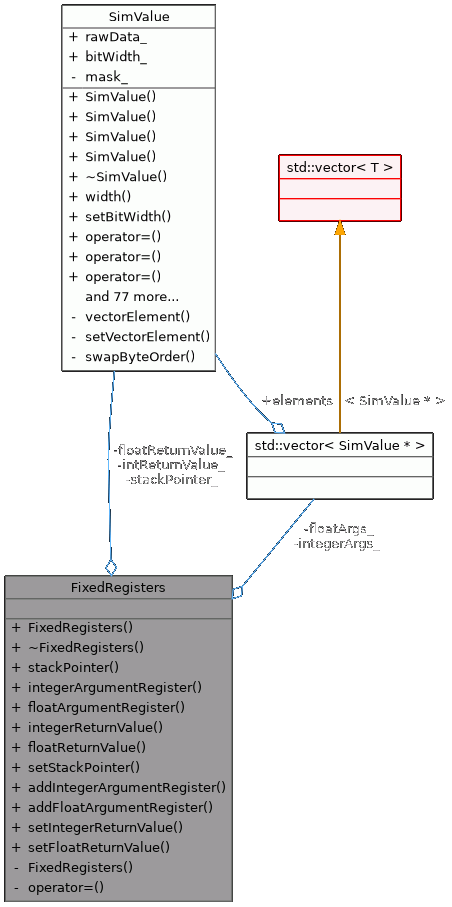 SimValue
+ rawData_
+ bitWidth_
- mask_
+ SimValue()
+ SimValue()
+ SimValue()
+ SimValue()
+ ~SimValue()
+ width()
+ setBitWidth()
+ operator=()
+ operator=()
+ operator=()
and 77 more...
- vectorElement()
- setVectorElement()
- swapByteOrder()
std::vector< T >
+elements
< SimValue * >
std::vector< SimValue * >
-floatReturnValue_
-intReturnValue_
-stackPointer_
-floatArgs_
-integerArgs_
FixedRegisters
+ FixedRegisters()
+ ~FixedRegisters()
+ stackPointer()
+ integerArgumentRegister()
+ floatArgumentRegister()
+ integerReturnValue()
+ floatReturnValue()
+ setStackPointer()
+ addIntegerArgumentRegister()
+ addFloatArgumentRegister()
+ setIntegerReturnValue()
+ setFloatReturnValue()
- FixedRegisters()
- operator=()